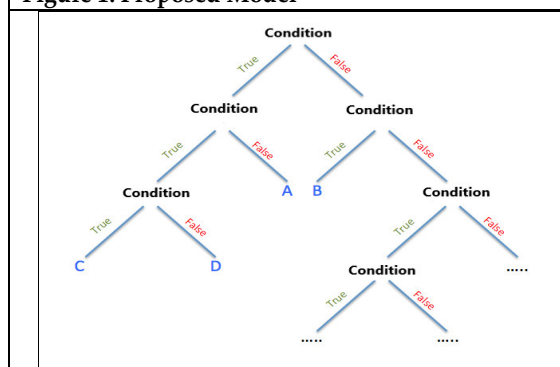 Figure 1. Proposed Model
Condition
True
False
Condition
Condition
True
False
True
False
Condition
A
B
Condition
True
False
True
False
C
D
Condition
.....
True
False
.....
.....